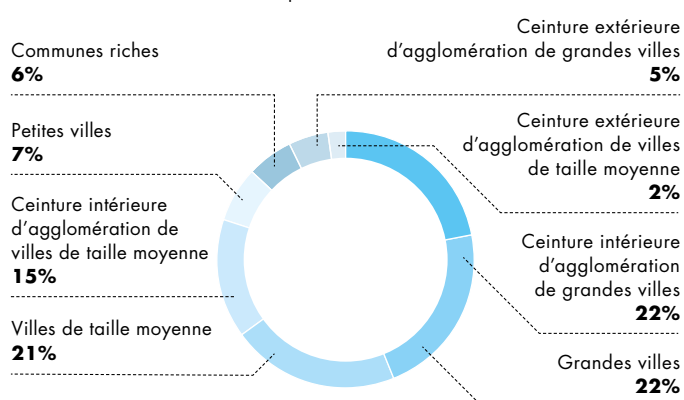 Ceinture extérieure
d'agglomération de grandes villes
5%
Communes riches
6%
Ceinture extérieure
d'agglomération de villes
de taille moyenne
2%
Petites villes
7%
Ceinture intérieure
d'agglomération de
villes de taille moyenne
15%
Ceinture intérieure
d'agglomération
de grandes villes
22%
Villes de taille moyenne
21%
Grandes villes
22%